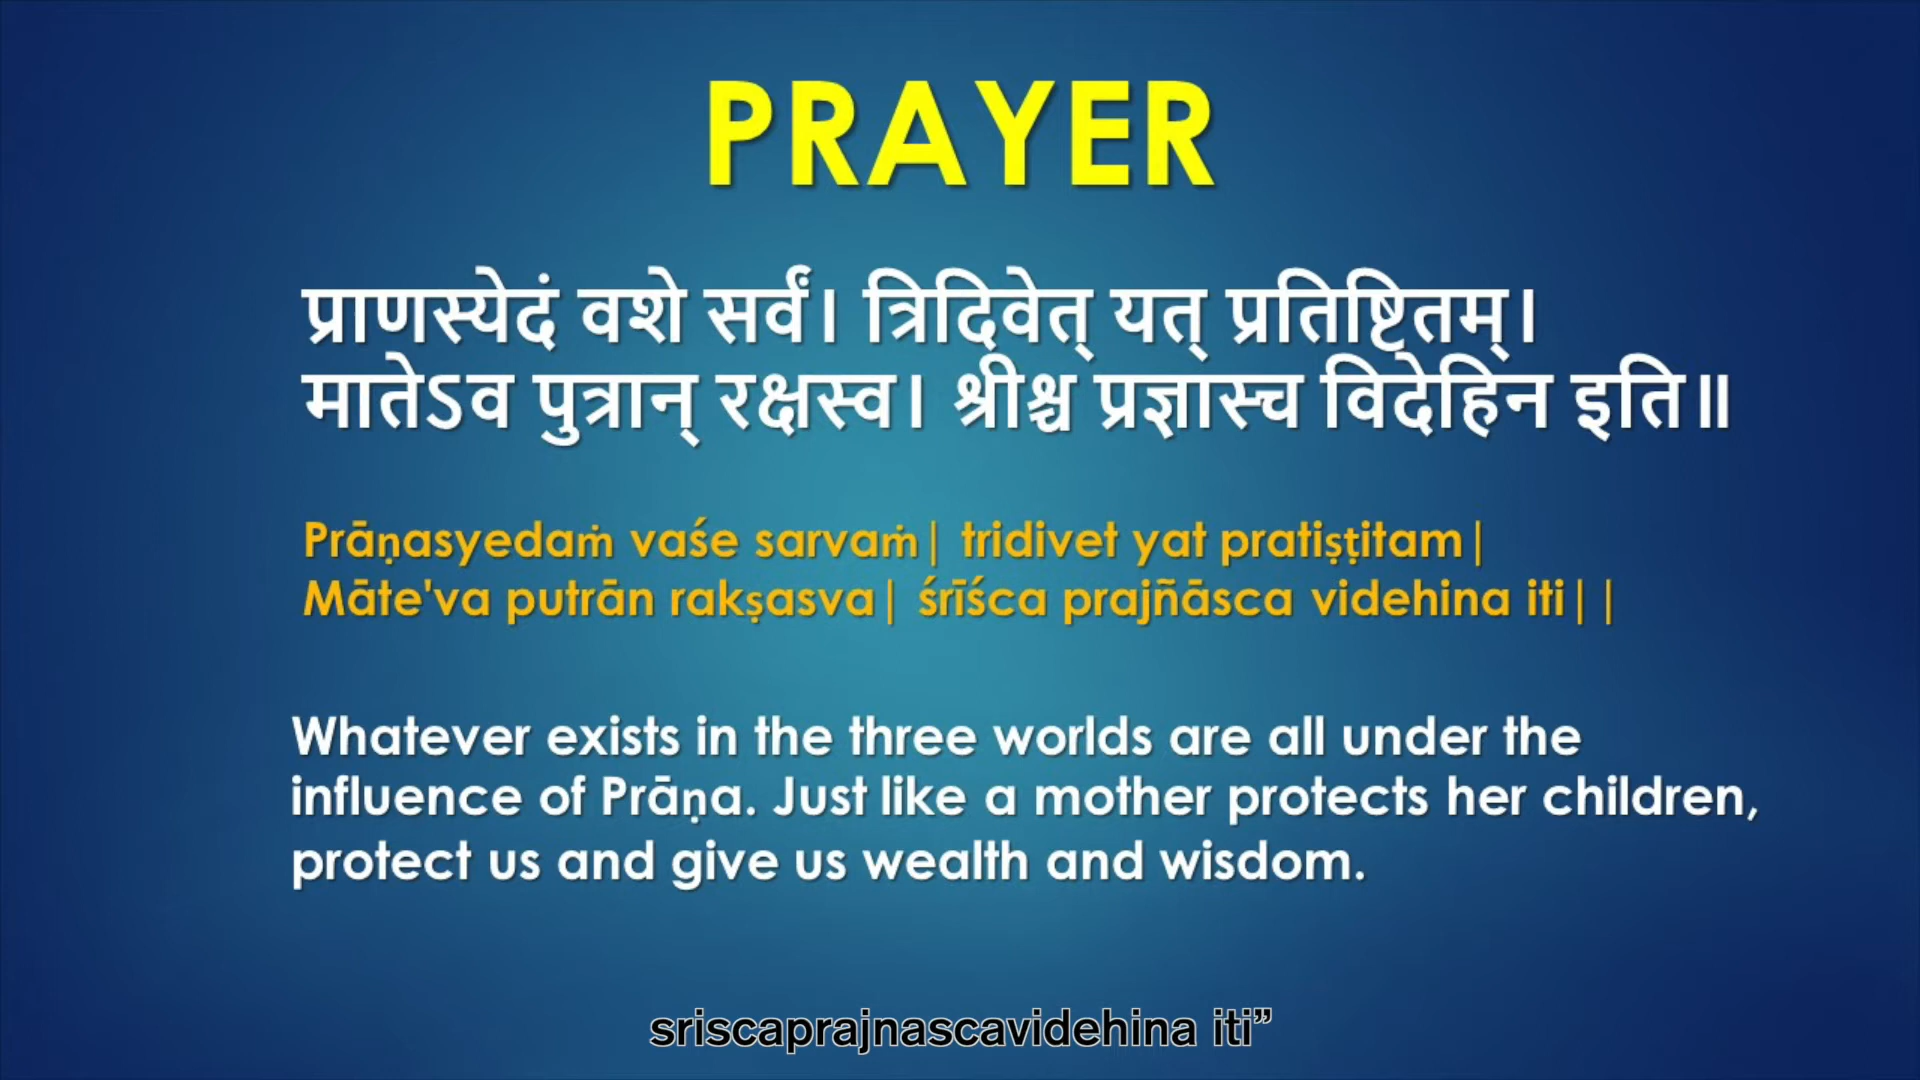 PRAYER
प्राणस्येदं वशे सर्वं। त्रिदिवेत् यत् प्रतिष्टितम्।
मातेऽव पुत्रान् रक्षस्व। श्रीश्च प्रज्ञास्च विदेहिन इति॥
Prāṇasyedaṁ vaśe sarvaṁ| tridivet yat pratiṣṭitam|
Māte'va putrān rakṣasva| śrīśca prajñāsca videhina iti||
Whatever exists in the three worlds are all under the
influence of Prāṇa. Just like a mother protects her children,
protect us and give us wealth and wisdom.
sriscaprajnascavidehina iti”